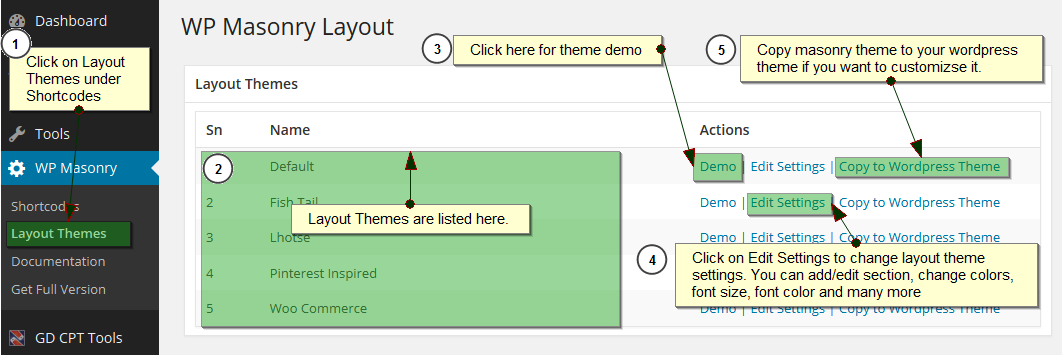 Dashboard
1
Click on Layout
Themes under
Shortcodes
Tools
WP Masonry
Shortcodes
Layout Themes
Documentation
Get Full Version
GD CPT Tools
WP Masonry Layout
3
Click here for theme demo
5
Copy masonry theme to your wordpress
theme if you want to customizse it.
Layout Themes
Sn Name Actions
2
Default Demo | Edit Settings | Copy to Wordpress Theme
2 Fish Tail Demo | Edit Settings | Copy to Wordpress Theme
Layout Themes are listed here.
3 Lhotse Demo | Edit Settings | Copy to Wordpress Theme
4
Click on Edit Settings to change layout theme
settings. You can add/edit section, change colors,
font size, font color and many more
4 Pinterest Inspired
5 Woo Commerce Demo | Edit Settings | Copy to Wordpress Theme